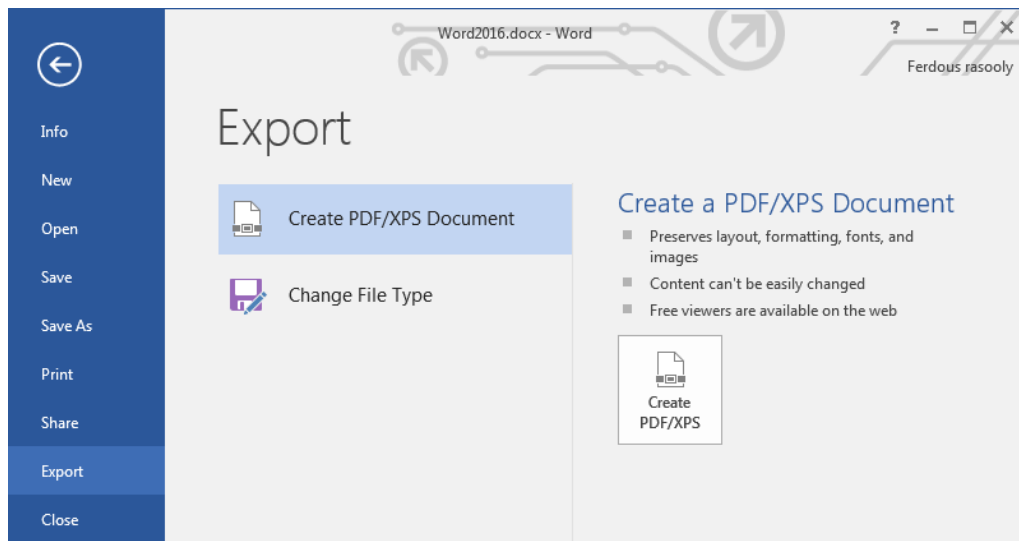 Word2016.docx - Word
?
Ferdous rasooly
Info
New
Open
Save
Save As
Print
Share
Export
Close
Export
Create PDF/XPS Document
Change File Type
Create a PDF/XPS Document
Preserves layout, formatting, fonts, and
images
Content can't be easily changed
Free viewers are available on the web
Create
PDF/XPS